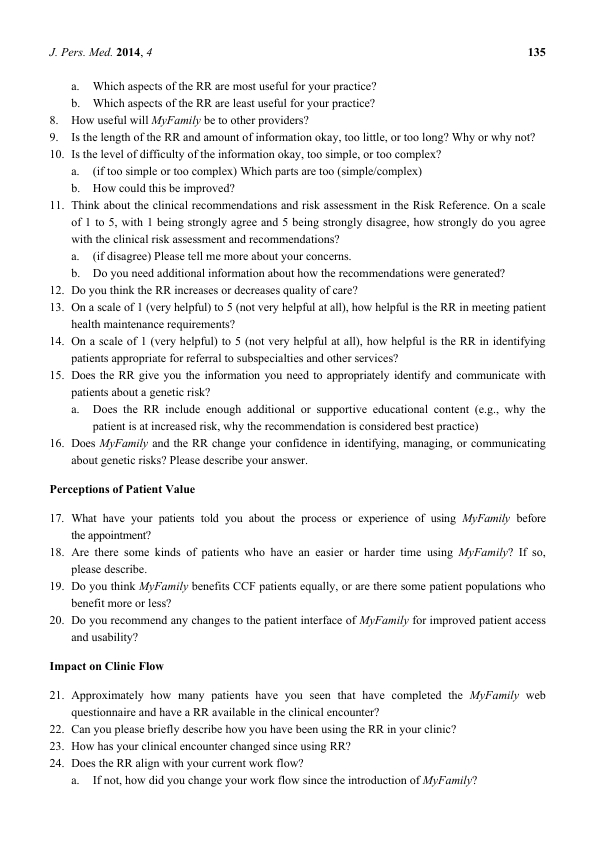 J. Pers. Med. 2014, 4 135
a. Which aspects of the RR are most useful for your practice?
b. Which aspects of the RR are least useful for your practice?
8. How useful will MyFamily be to other providers?
9. Is the length of the RR and amount of information okay, too little, or too long? Why or why not?
10. Is the level of difficulty of the information okay, too simple, or too complex?
a. (if too simple or too complex) Which parts are too (simple/complex)
b. How could this be improved?
11. Think about the clinical recommendations and risk assessment in the Risk Reference. On a scale
of 1 to 5, with 1 being strongly agree and 5 being strongly disagree, how strongly do you agree
with the clinical risk assessment and recommendations?
a. (if disagree) Please tell me more about your concerns.
b. Do you need additional information about how the recommendations were generated?
12. Do you think the RR increases or decreases quality of care?
13. On a scale of 1 (very helpful) to 5 (not very helpful at all), how helpful is the RR in meeting patient
health maintenance requirements?
14. On a scale of 1 (very helpful) to 5 (not very helpful at all), how helpful is the RR in identifying
patients appropriate for referral to subspecialties and other services?
15. Does the RR give you the information you need to appropriately identify and communicate with
patients about a genetic risk?
a. Does the RR include enough additional or supportive educational content (e.g., why the
patient is at increased risk, why the recommendation is considered best practice)
16. Does MyFamily and the RR change your confidence in identifying, managing, or communicating
about genetic risks? Please describe your answer.
Perceptions of Patient Value
17. What have your patients told you about the process or experience of using MyFamily before
the appointment?
18. Are there some kinds of patients who have an easier or harder time using MyFamily? If so,
please describe.
19. Do you think MyFamily benefits CCF patients equally, or are there some patient populations who
benefit more or less?
20. Do you recommend any changes to the patient interface of MyFamily for improved patient access
and usability?
Impact on Clinic Flow
21. Approximately how many patients have you seen that have completed the MyFamily web
questionnaire and have a RR available in the clinical encounter?
22. Can you please briefly describe how you have been using the RR in your clinic?
23. How has your clinical encounter changed since using RR?
24. Does the RR align with your current work flow?
a. If not, how did you change your work flow since the introduction of MyFamily?